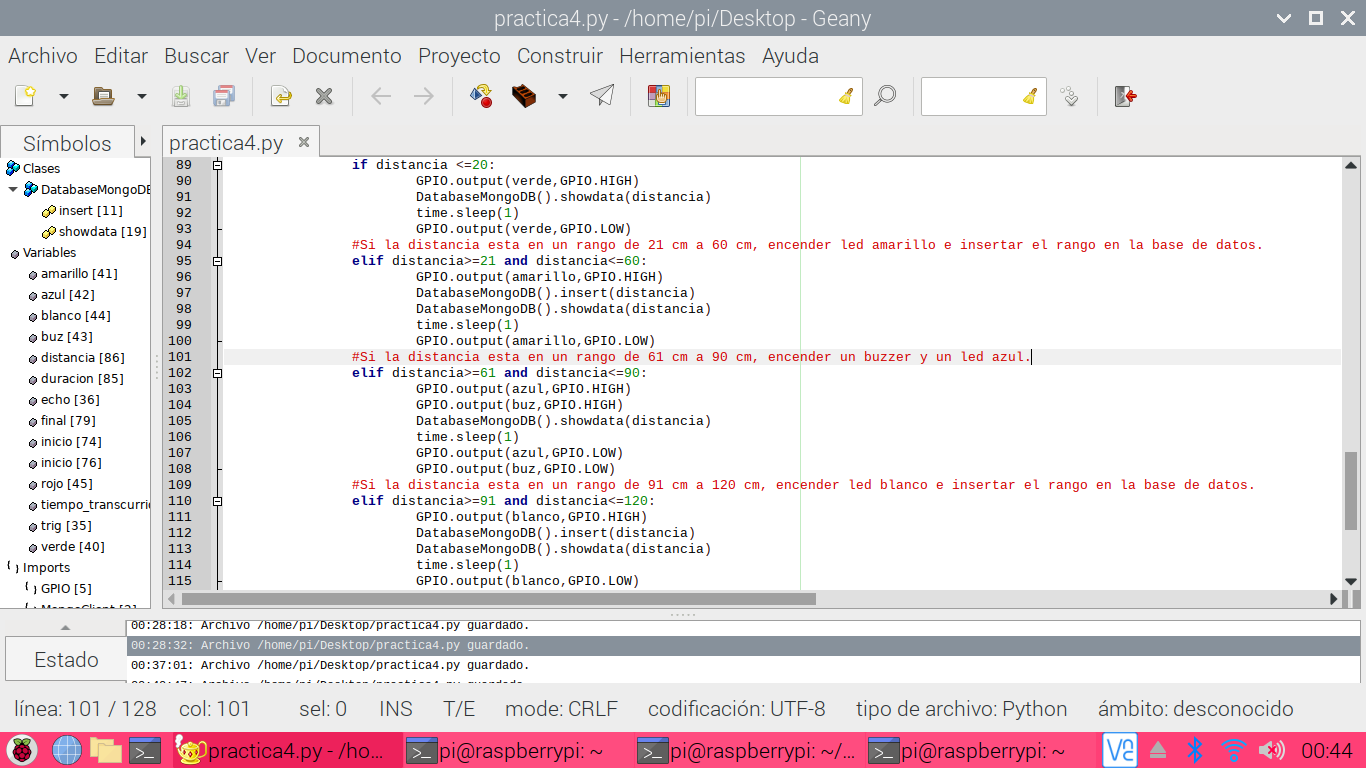 practica4.py - /home/pi/Desktop - Geany
Archivo Editar Buscar Ver Documento Proyecto Construir Herramientas Ayuda
Símbolos
practica4.py
Clases
DatabaseMongoDB
insert [11]
showdata [19]
Variables
amarillo [41]
azul [42]
blanco [44]
buz [43]
distancia [86]
duracion [85]
echo [36]
final [79]
inicio [74]
inicio [76]
rojo [45]
tiempo_transcurri
trig [35]
verde [40]
Imports
GPIO [5]
MongoClient [2]
89 if distancia <=20:
90 GPIO.output(verde,GPIO.HIGH)
91 DatabaseMongoDB().showdata(distancia)
92 time.sleep(1)
93 GPIO.output(verde,GPIO.LOW)
94 #Si la distancia esta en un rango de 21 cm a 60 cm, encender led amarillo e insertar el rango en la base de datos.
95 elif distancia>=21 and distancia<=60:
96 GPIO.output(amarillo,GPIO.HIGH)
97 DatabaseMongoDB().insert(distancia)
98 DatabaseMongoDB().showdata(distancia)
99 time.sleep(1)
100 GPIO.output(amarillo,GPIO.LOW)
101 #Si la distancia esta en un rango de 61 cm a 90 cm, encender un buzzer y un led azul.
102 elif distancia>=61 and distancia<=90:
103 GPIO.output(azul,GPIO.HIGH)
104 GPIO.output(buz,GPIO.HIGH)
105 DatabaseMongoDB().showdata(distancia)
106 time.sleep(1)
107 GPIO.output(azul,GPIO.LOW)
108 GPIO.output(buz,GPIO.LOW)
109 #Si la distancia esta en un rango de 91 cm a 120 cm, encender led blanco e insertar el rango en la base de datos.
110 elif distancia>=91 and distancia<=120:
111 GPIO.output(blanco,GPIO.HIGH)
112 DatabaseMongoDB().insert(distancia)
113 DatabaseMongoDB().showdata(distancia)
114 time.sleep(1)
115 GPIO.output(blanco,GPIO.LOW)
Estado
00:28:18: Archivo /home/pi/Desktop/practica4.py guardado.
00:28:32: Archivo /home/pi/Desktop/practica4.py guardado.
00:37:01: Archivo /home/pi/Desktop/practica4.py guardado.
línea: 101 / 128 col: 101 sel: 0 INS T/E mode: CRLF codificación: UTF-8 tipo de archivo: Python ámbito: desconocido
practica4.py - /ho... pi@raspberrypi: ~ pi@raspberrypi: ~/... pi@raspberrypi: ~ 00:44